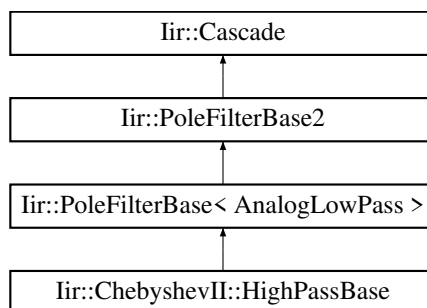 Iir::Cascade
Iir::PoleFilterBase2
Iir::PoleFilterBase< AnalogLowPass >
Iir::ChebyshevII::HighPassBase